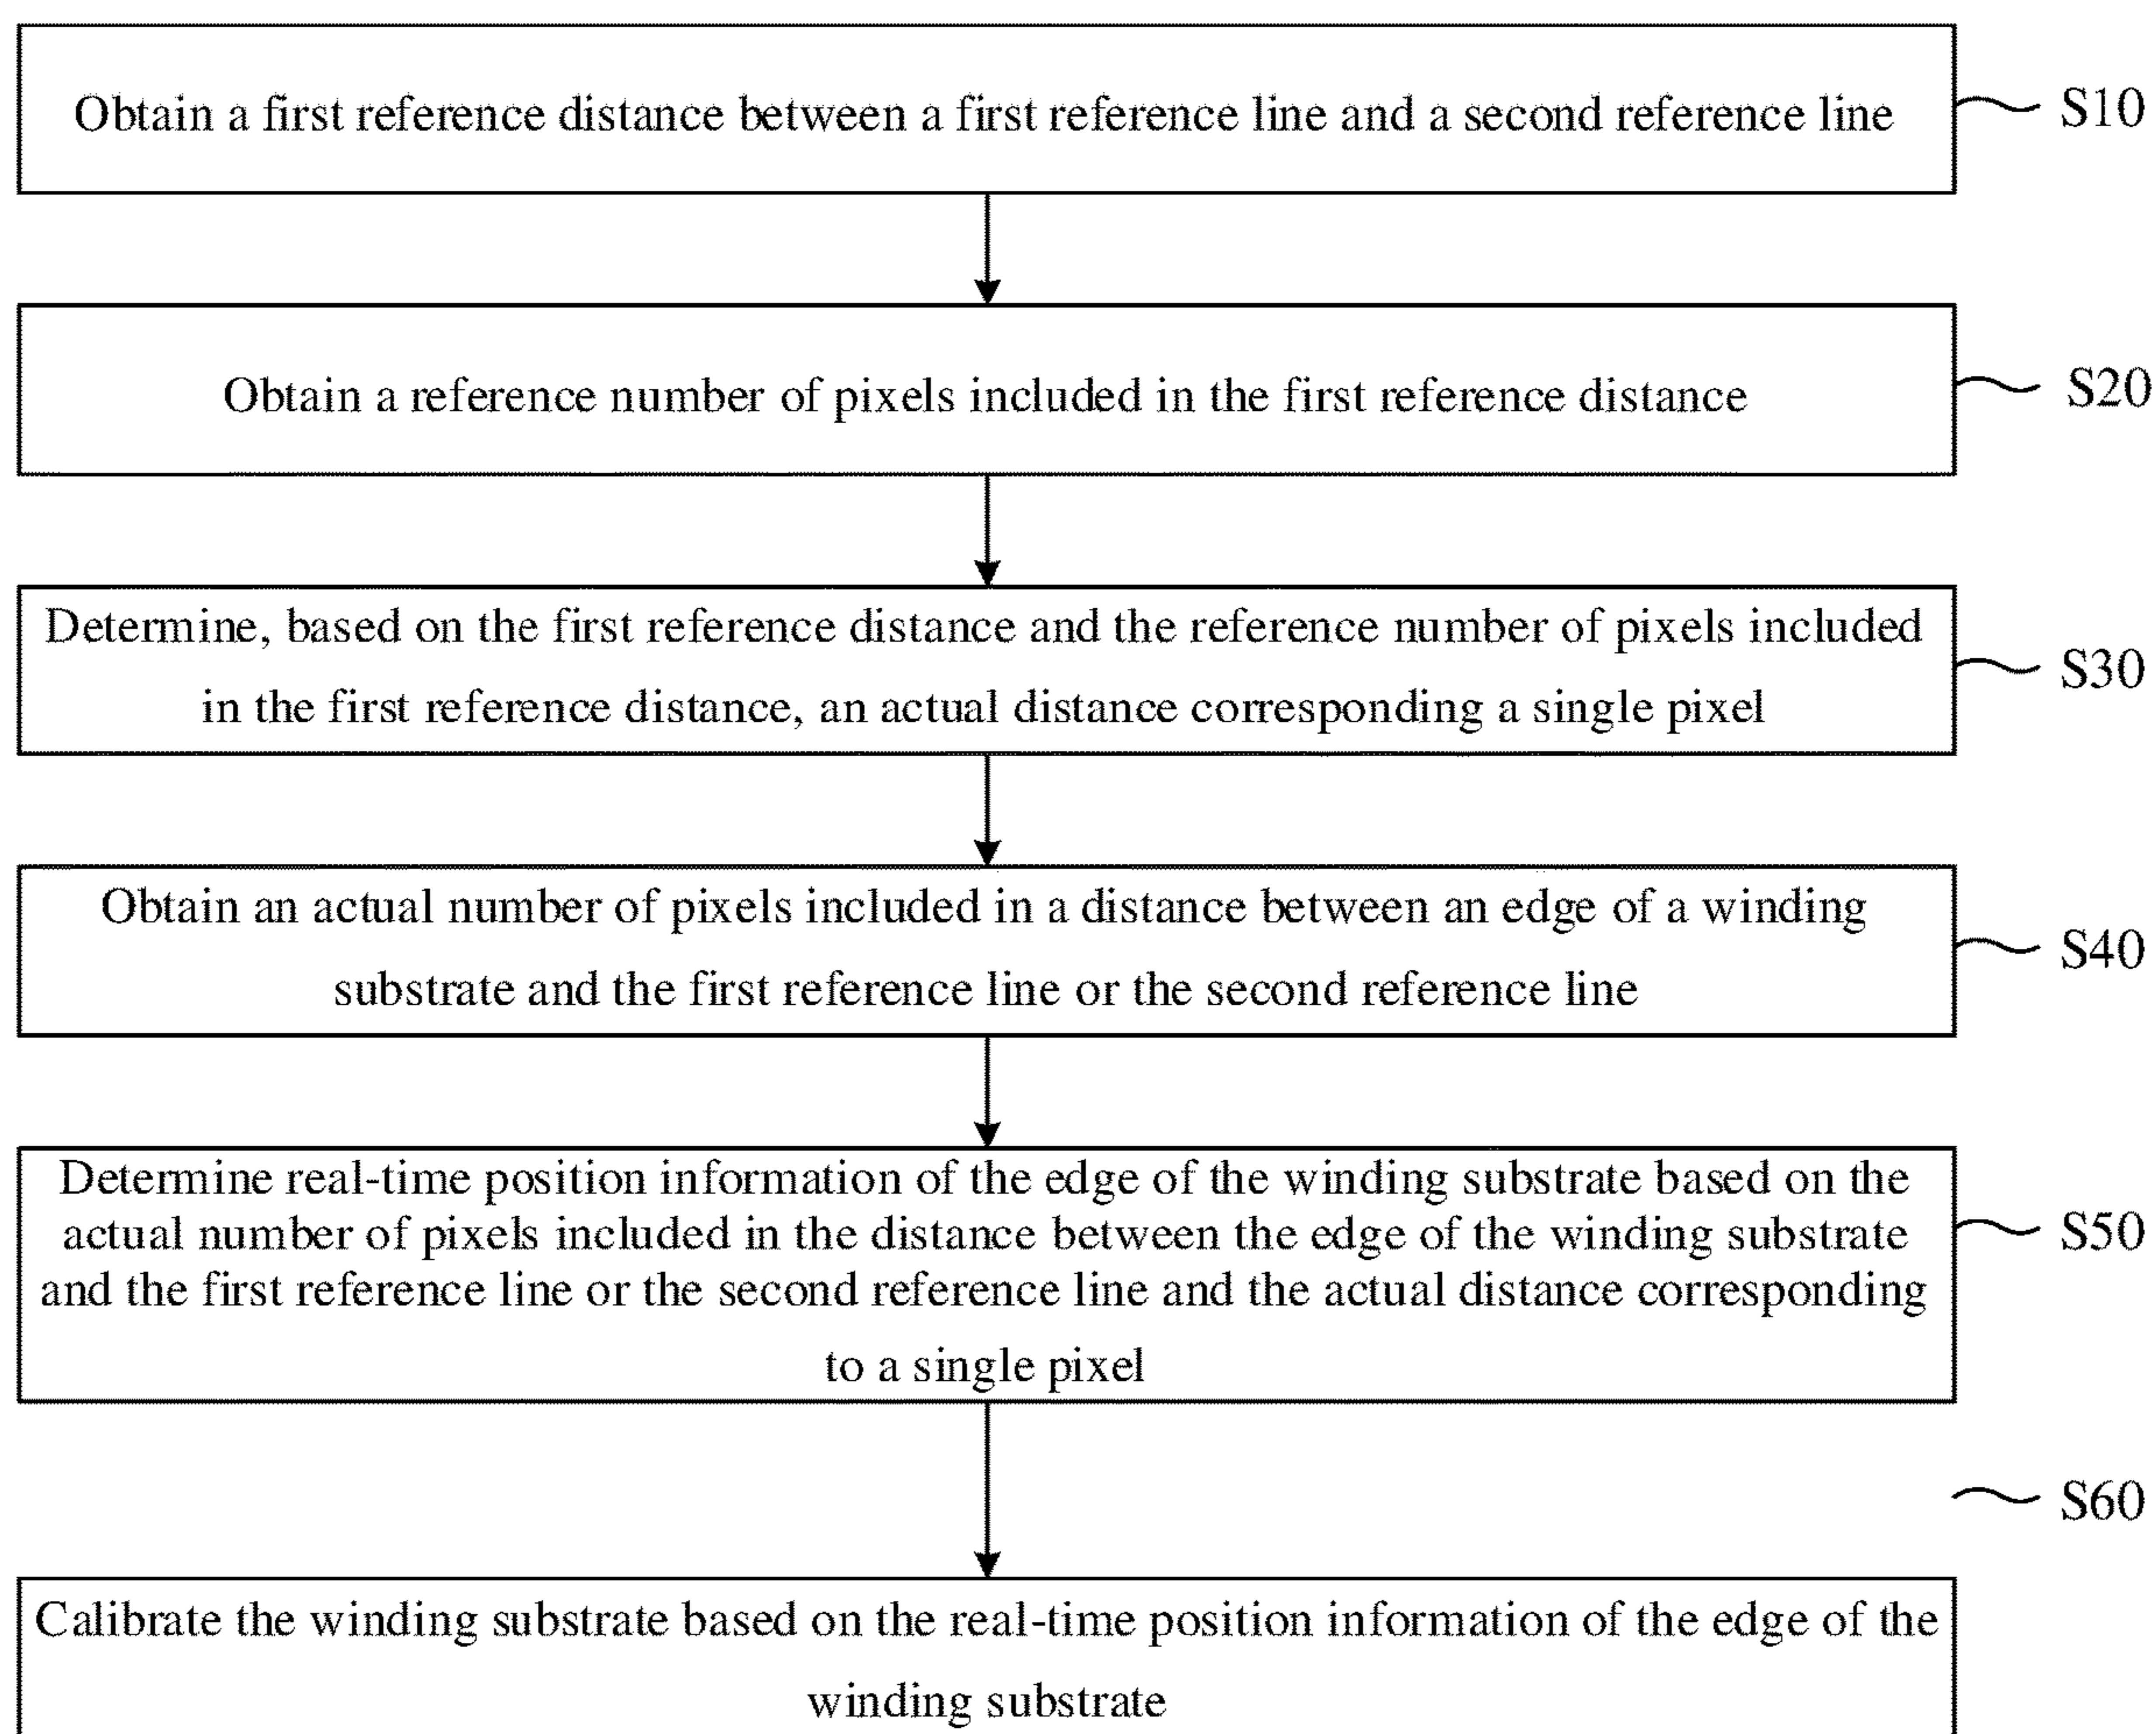 Obtain a first reference distance between a first reference line and a second reference line
S10
Obtain a reference number of pixels included in the first reference distance
S20
Determine, based on the first reference distance and the reference number of pixels included
in the first reference distance, an actual distance corresponding a single pixel
S30
Obtain an actual number of pixels included in a distance between an edge of a winding
substrate and the first reference line or the second reference line
S40
Determine real-time position information of the edge of the winding substrate based on the
actual number of pixels included in the distance between the edge of the winding substrate
and the first reference line or the second reference line and the actual distance corresponding
to a single pixel
S50
S60
Calibrate the winding substrate based on the real-time position information of the edge of the
winding substrate